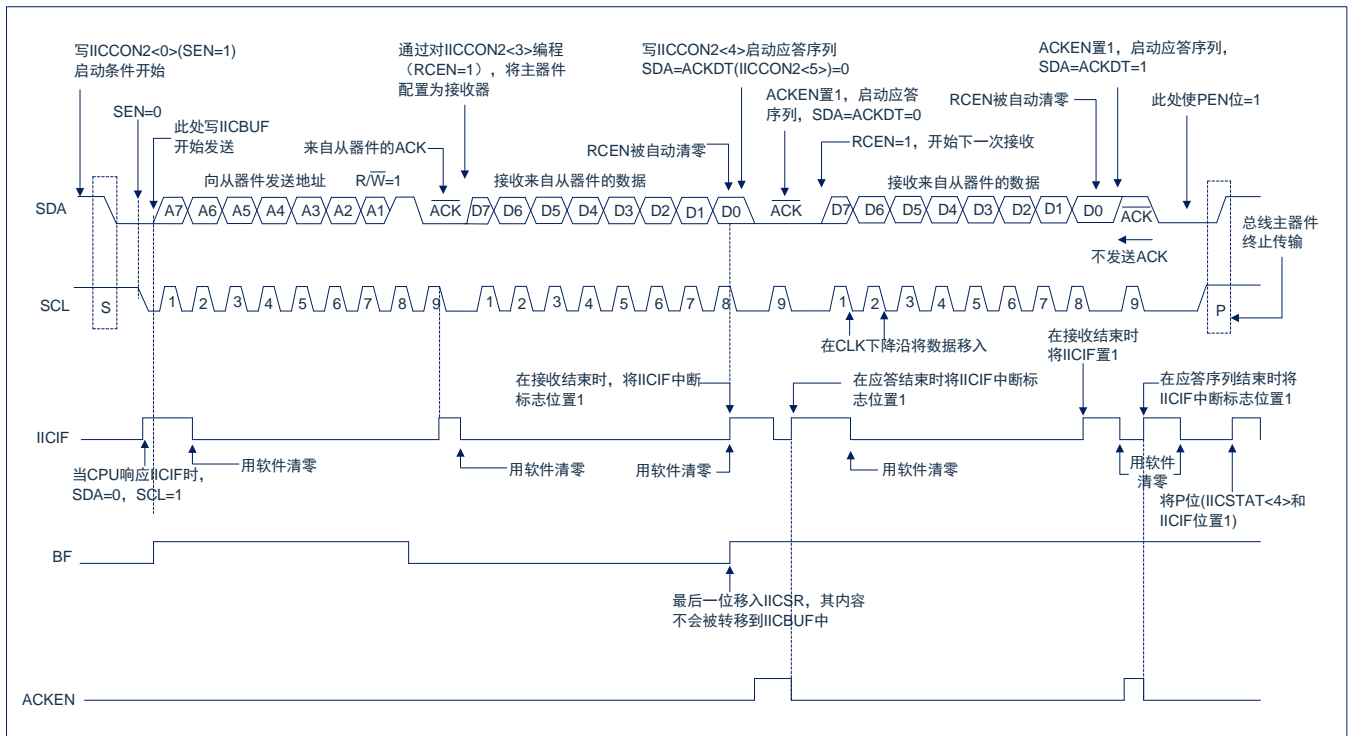 写IICCON2<0>(SEN=1)
启动条件开始
SEN=0
此处写IICBUF
开始发送
通过对IICCON2<3>编程
（RCEN=1），将主器件
配置为接收器
来自从器件的ACK
写IICCON2<4>启动应答序列
SDA=ACKDT(IICCON2<5>)=0
ACKEN置1，启动应答
序列，SDA=ACKDT=0
RCEN被自动清零
RCEN=1，开始下一次接收
ACKEN置1，启动应答序列，
SDA=ACKDT=1
RCEN被自动清零
此处使PEN位=1
向从器件发送地址
R/W=1
接收来自从器件的数据
接收来自从器件的数据
SDA
A7 A6 A5 A4 A3 A2 A1 ACK D7 D6 D5 D4 D3 D2 D1 D0 ACK D7 D6 D5 D4 D3 D2 D1 D0 ACK
不发送ACK
总线主器件
终止传输
SCL
S 1 2 3 4 5 6 7 8 9 1 2 3 4 5 6 7 8 9 1 2 3 4 5 6 7 8 9 P
在CLK下降沿将数据移入
在接收结束时
将IICIF置1
在接收结束时，将IICIF中断
标志位置1
在应答结束时将IICIF中断标
志位置1
在应答序列结束时将
IICIF中断标志位置1
IICIF
当CPU响应IICIF时，
SDA=0，SCL=1
用软件清零
用软件清零
用软件清零
用软件清零
用软件
清零
将P位(IICSTAT<4>和
IICIF位置1)
BF
最后一位移入IICSR，其内容
不会被转移到IICBUF中
ACKEN